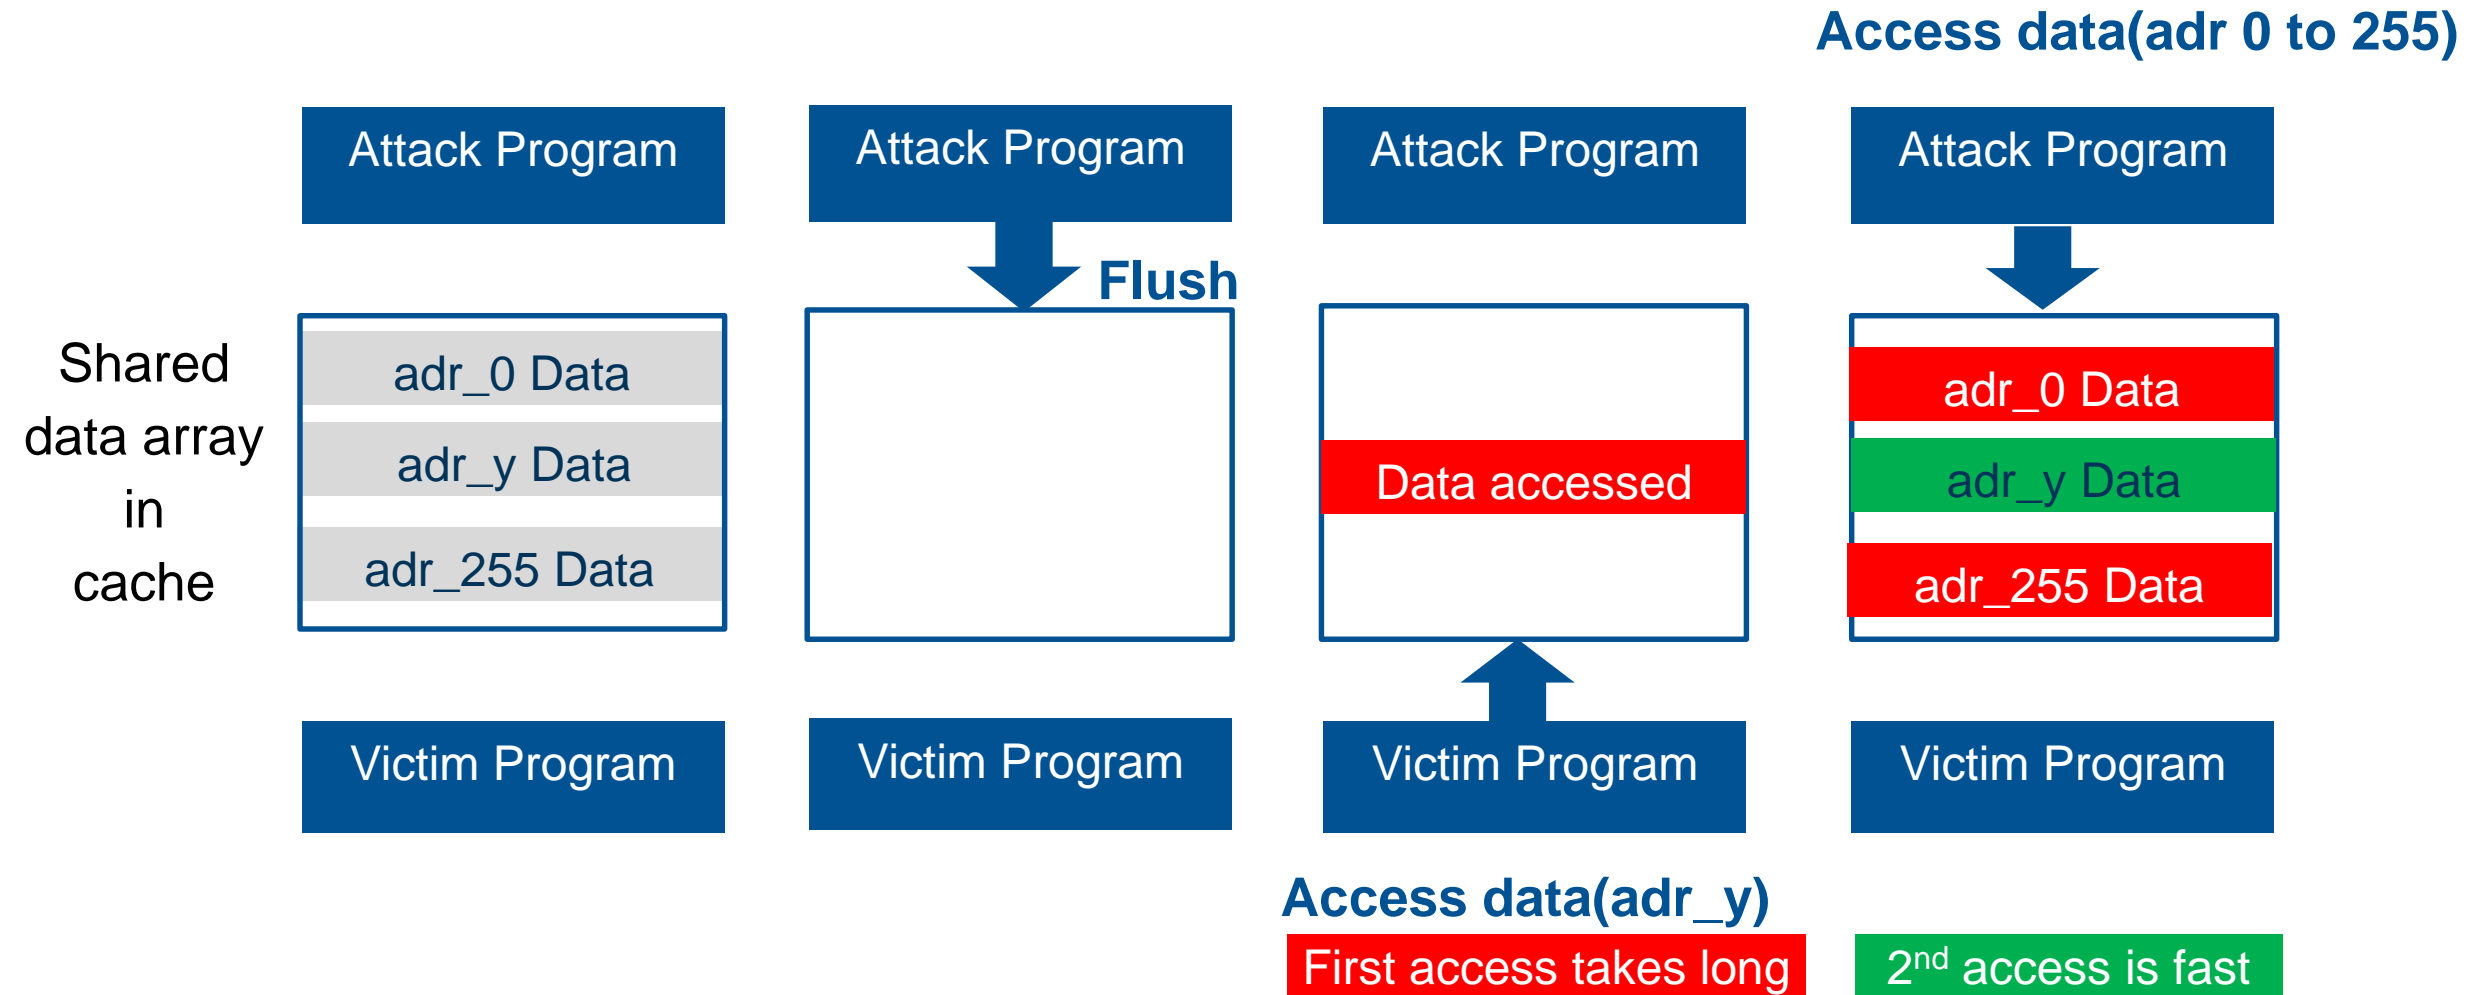 Access data(adr 0 to 255)
Attack Program
Attack Program
Attack Program
Attack Program
Flush
Shared
data array
in
cache
adr_0 Data
adr_y Data
adr_255 Data
Data accessed
adr_0 Data
adr_y Data
adr_255 Data
Victim Program
Victim Program
Victim Program
Victim Program
Access data(adr_y)
First access takes long
2nd access is fast